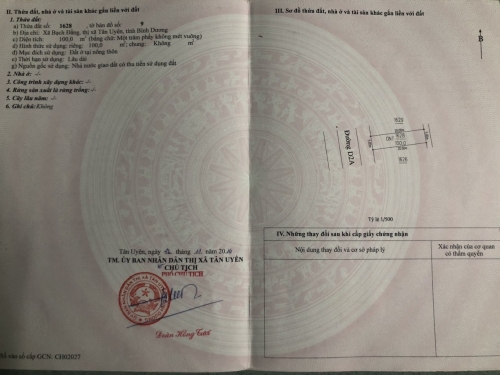 II. Thửa đất, nhà ở và tài sản khác gắn liền với đất
1. Thửa đất:
a) Thửa đất số: 1628 , tờ bản đồ số: 9
b) Địa chỉ: Xã Bạch Đằng, thị xã Tân Uyên, tỉnh Bình Dương
c) Diện tích: 100,0 m² (bằng chữ: Một trăm phẩy không mét vuông)
d) Hình thức sử dụng: riêng: 100,0 m²; chung: Không m²
đ) Mục đích sử dụng: Đất ở tại nông thôn
e) Thời hạn sử dụng: Lâu dài
g) Nguồn gốc sử dụng: Nhà nước giao đất có thu tiền sử dụng đất
2. Nhà ở: /
3. Công trình xây dựng khác: /
4. Rừng sản xuất là rừng trồng: /
5. Cây lâu năm: /
6. Ghi chú: Không
Tân Uyên, ngày tháng năm 20
TM. ỦY BAN NHÂN DÂN THỊ XÃ TÂN UYÊN
CHỦ TỊCH
PHÓ CHỦ TỊCH
Đoàn Hồng Tươi
Số vào sổ cấp GCN: CH02027
III. Sơ đồ thửa đất, nhà ở và tài sản khác gắn liền với đất
Đường D2A
1628
100,0
Tỷ lệ 1/500
IV. Những thay đổi sau khi cấp giấy chứng nhận
Nội dung thay đổi và cơ sở pháp lý
Xác nhận của cơ quan
có thẩm quyền